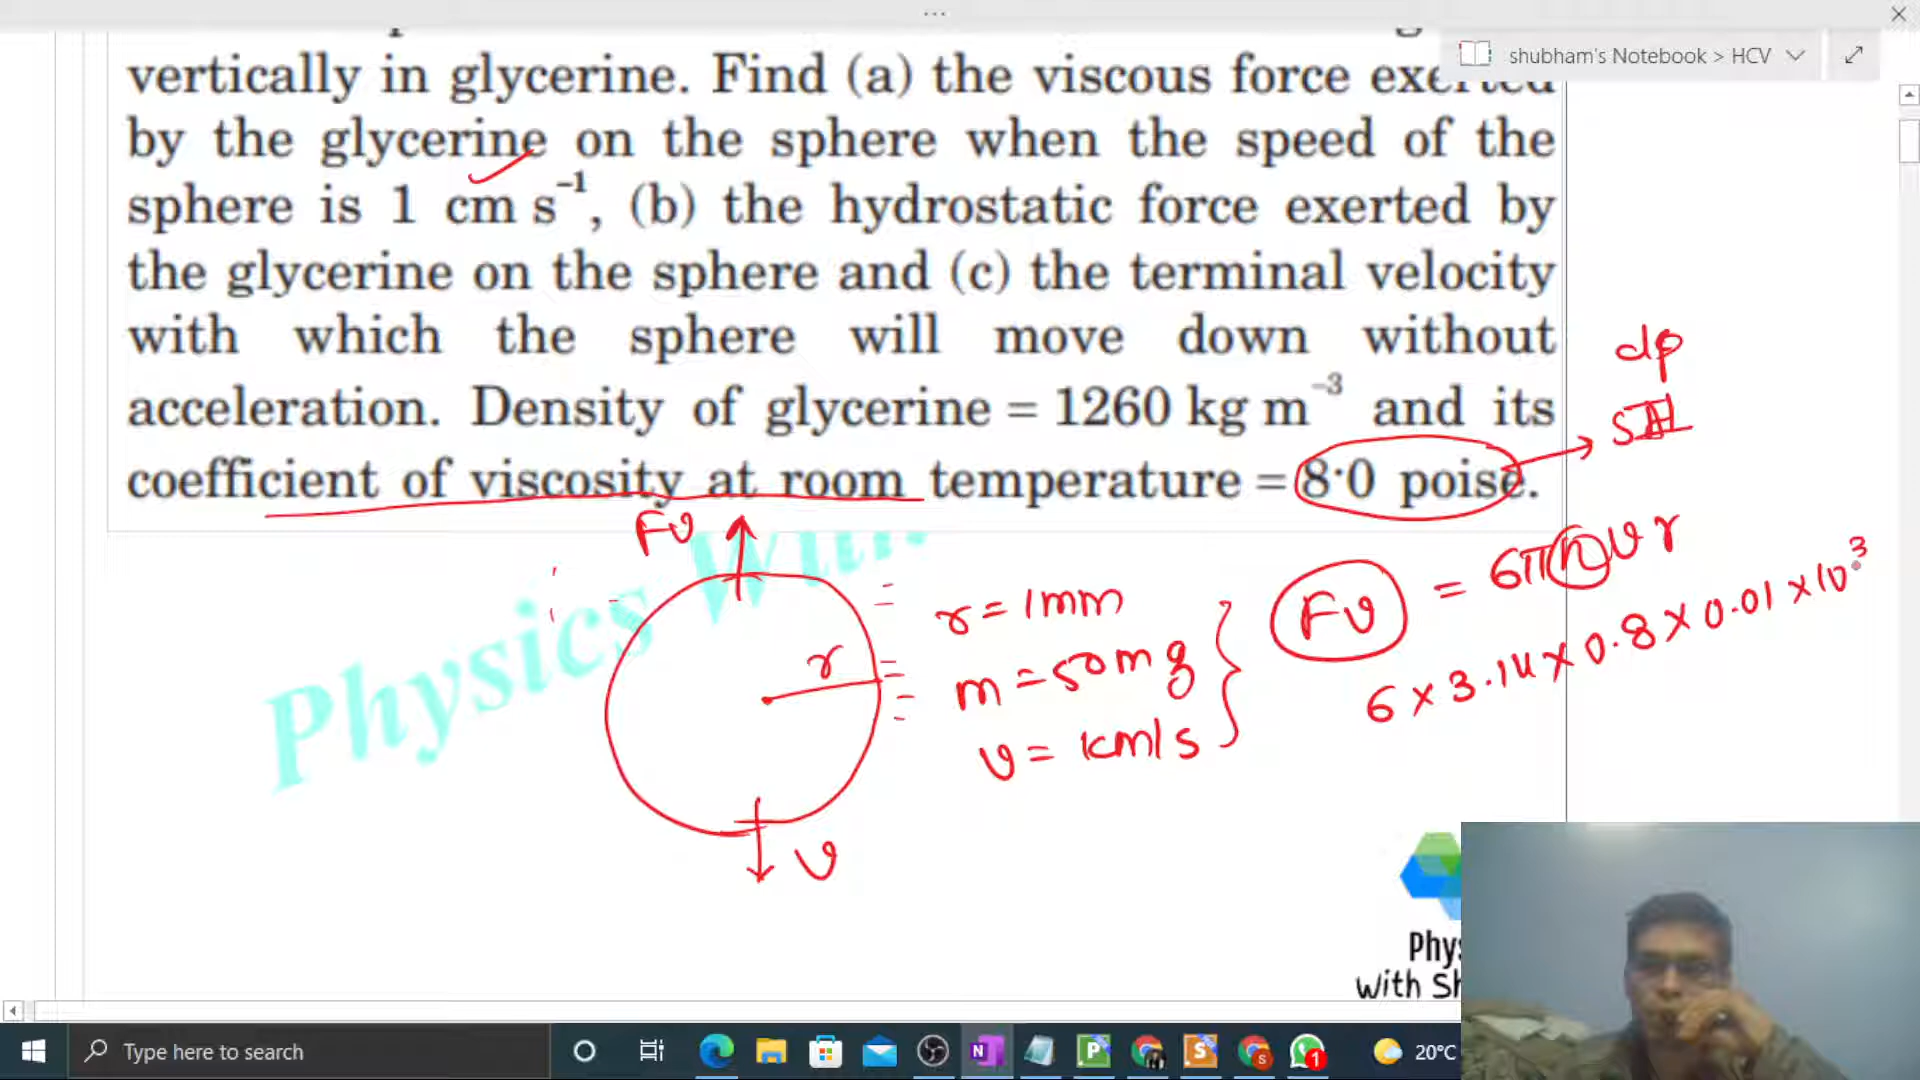 shubham's Notebook > HCV
vertically in glycerine. Find (a) the viscous force exerted
by the glycerine on the sphere when the speed of the
sphere is 1 cm s⁻¹, (b) the hydrostatic force exerted by
the glycerine on the sphere and (c) the terminal velocity
with which the sphere will move down without
acceleration. Density of glycerine = 1260 kg m⁻³ and its
coefficient of viscosity at room temperature = 8·0 poise.
dp
SI
Fv
Fv = 6πηvr
6 × 3.14 × 0.8 × 0.01 × 10³
r = 1mm
m = 50mg
v = 1cm/s
r
v
Physics With
Phy
With Sh
Type here to search
20°C